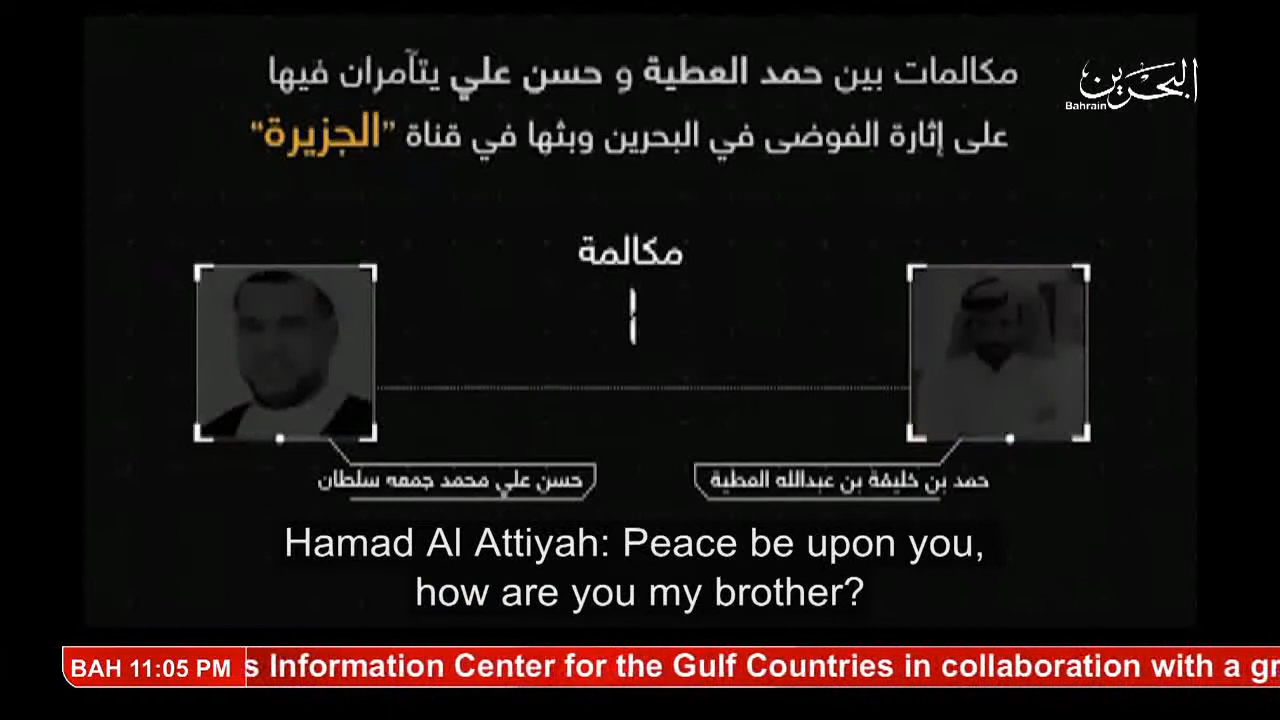 مكالمات بين حمد العطية و حسن علي يتآمران فيها
على إثارة الفوضى في البحرين وبثها في قناة ”الجزيرة“
البحرين
Bahrain
مكالمة
1
حمد بن خليفة بن عبدالله العطية
حسن علي محمد جمعه سلطان
Hamad Al Attiyah: Peace be upon you,
how are you my brother?
BAH 11:05 PM
s Information Center for the Gulf Countries in collaboration with a gr